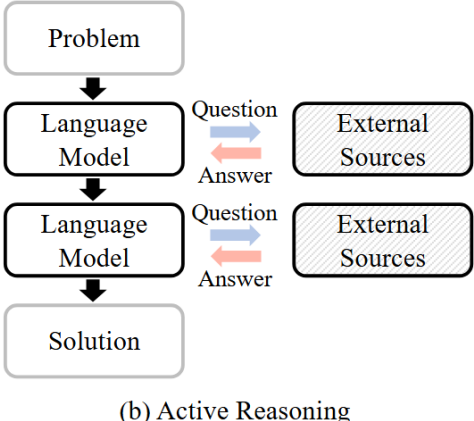 Problem
Language
Model
Question
Answer
External
Sources
Language
Model
Question
Answer
External
Sources
Solution
(b) Active Reasoning